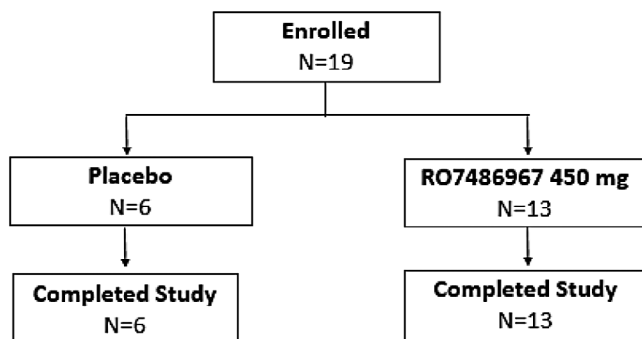 Enrolled
N=19
Placebo
N=6
RO7486967 450 mg
N=13
Completed Study
N=6
Completed Study
N=13